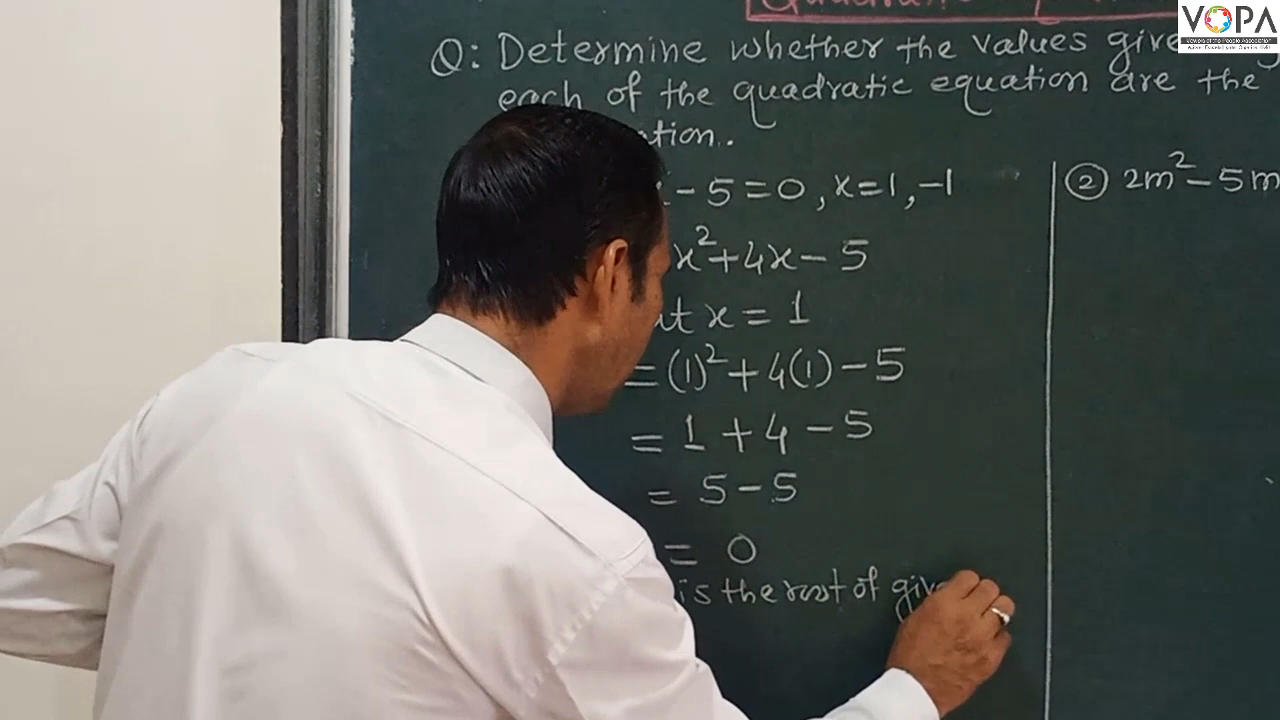 VOPA
Q: Determine whether the values give
each of the quadratic equation are the
ation.
- 5 = 0, x = 1, -1
② 2m² - 5m
x² + 4x - 5
ut x = 1
= (1)² + 4(1) - 5
= 1 + 4 - 5
= 5 - 5
= 0
is the root of giv